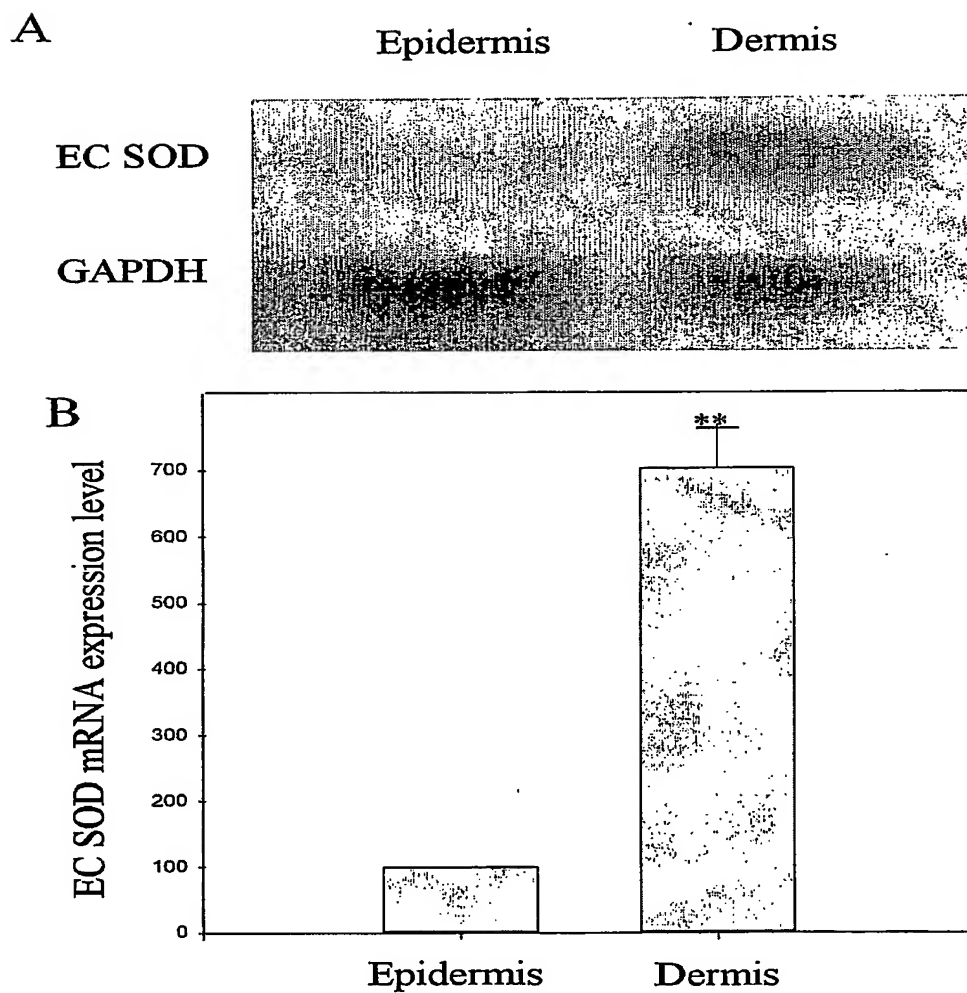 A
Epidermis Dermis
EC SOD
GAPDH
B
**
EC SOD mRNA expression level
700
600
500
400
300
200
100
0
Epidermis Dermis